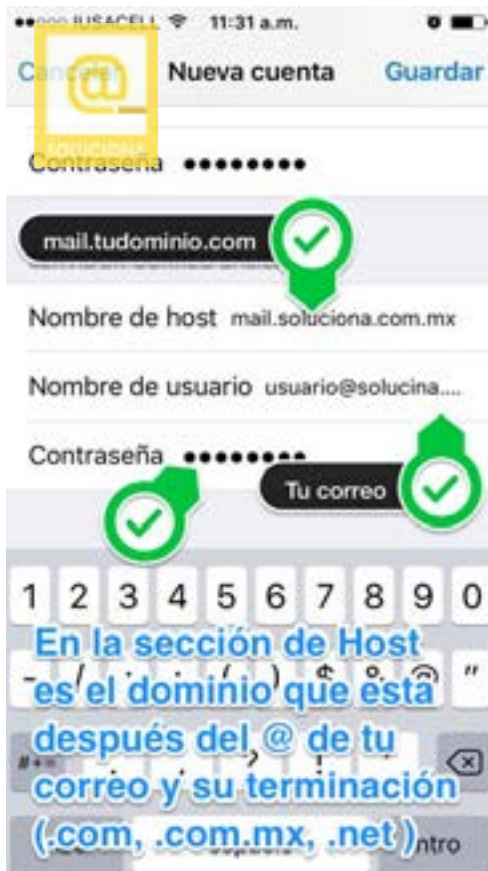 IUSACELL 11:31 a.m.
Cancelar Nueva cuenta Guardar
@
SOLUCIONA
Contraseña ●●●●●●●●
mail.tudominio.com
Nombre de host mail.soluciona.com.mx
Nombre de usuario usuario@solucina....
Contraseña ●●●●●●●●
Tu correo
1 2 3 4 5 6 7 8 9 0
En la sección de Host
es el dominio que está
después del @ de tu
correo y su terminación
(.com, .com.mx, .net )